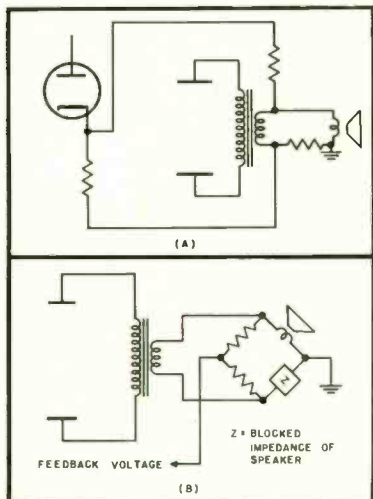 (A)
Z
Z = BLOCKED
IMPEDANCE OF
SPEAKER
FEEDBACK VOLTAGE
(B)